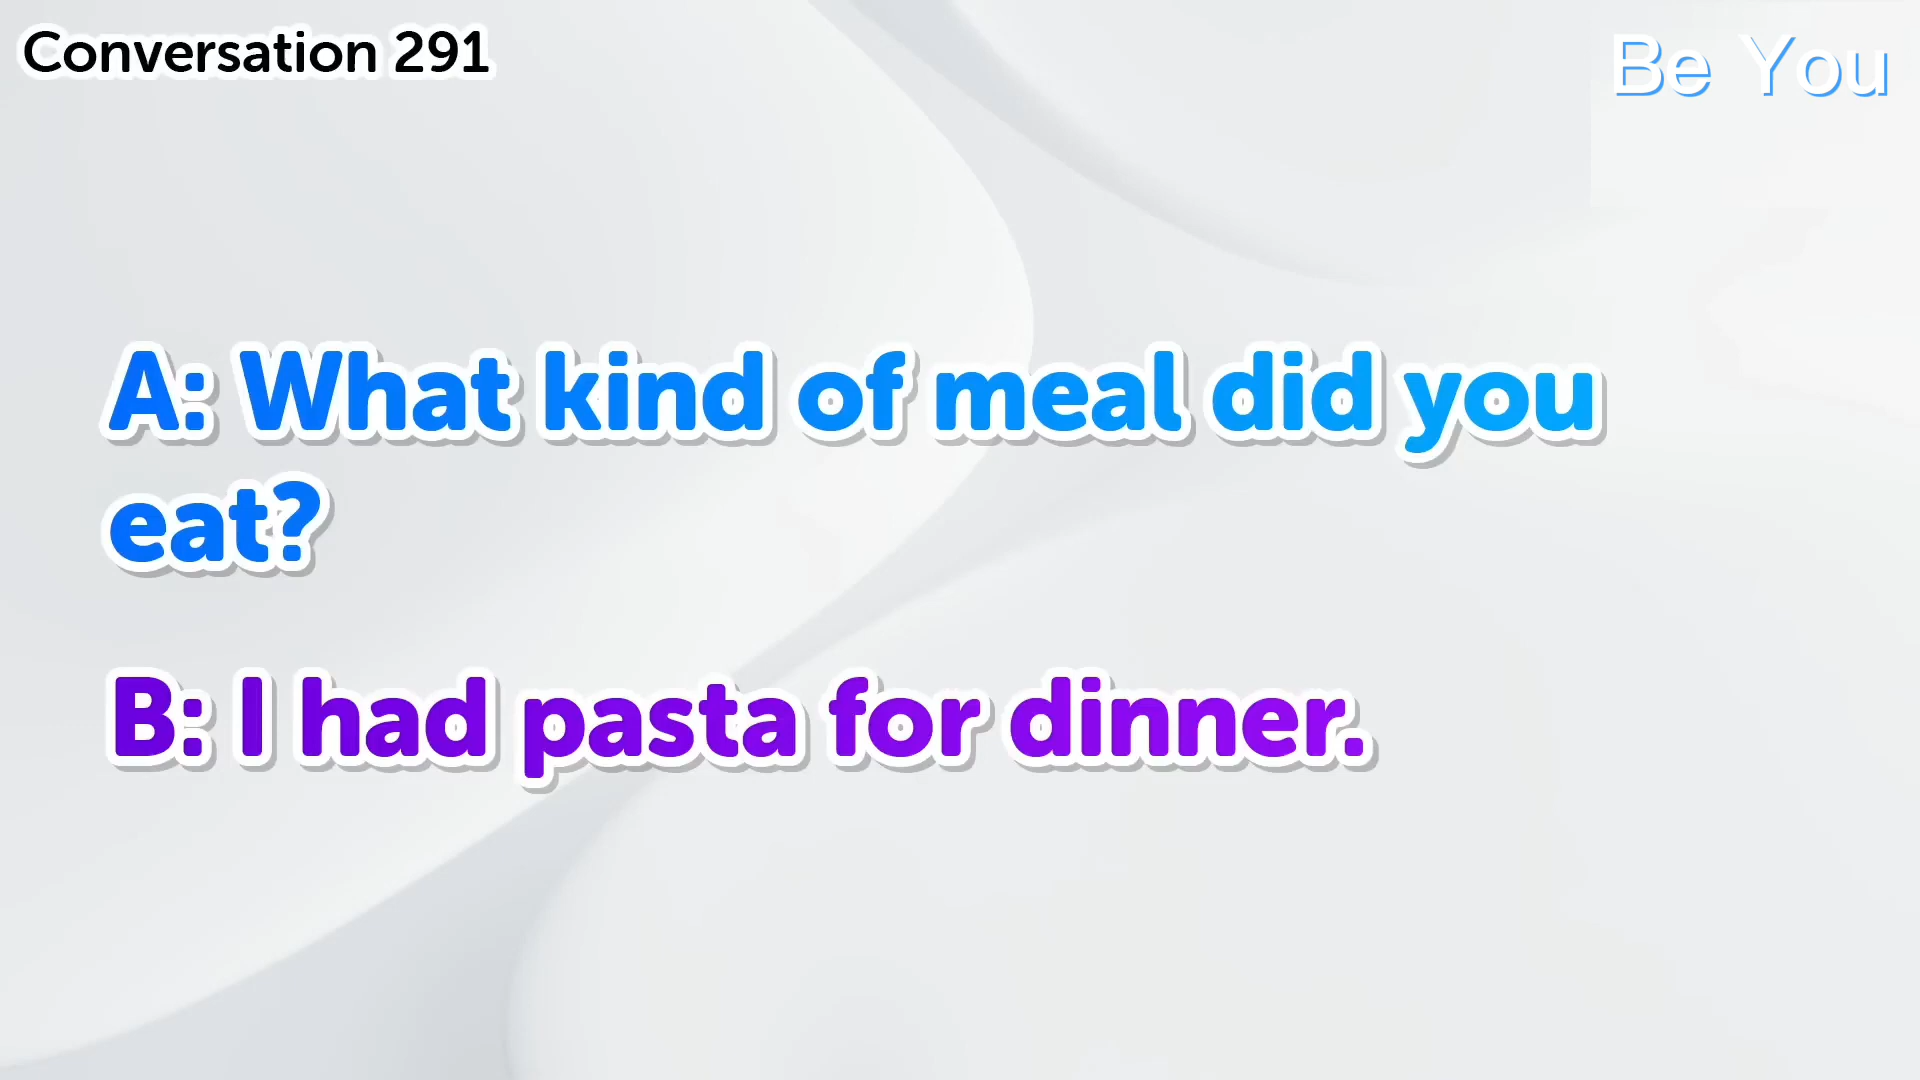 Conversation 291
Be You
A: What kind of meal did you
eat?
B: I had pasta for dinner.